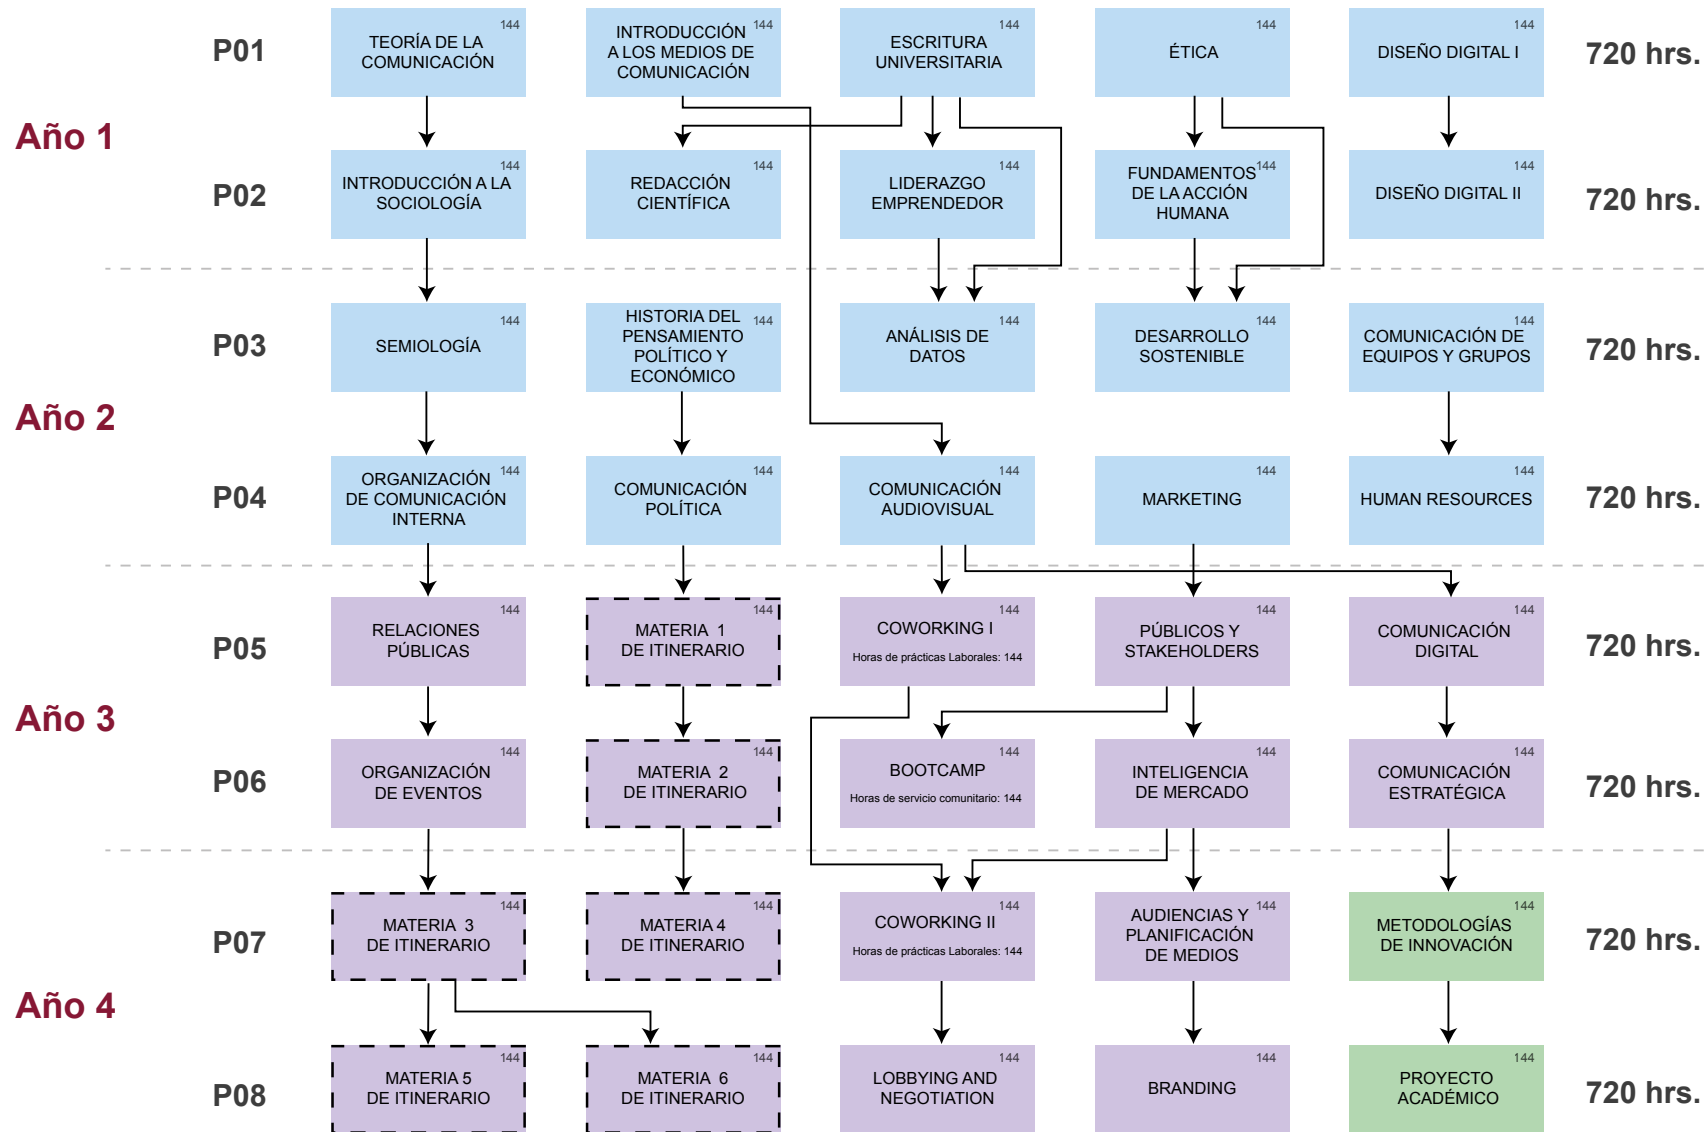 P01
144
TEORÍA DE LA
COMUNICACIÓN
144
INTRODUCCIÓN
A LOS MEDIOS DE
COMUNICACIÓN
144
ESCRITURA
UNIVERSITARIA
144
ÉTICA
144
DISEÑO DIGITAL I
720 hrs.
Año 1
P02
144
INTRODUCCIÓN A LA
SOCIOLOGÍA
144
REDACCIÓN
CIENTÍFICA
144
LIDERAZGO
EMPRENDEDOR
144
FUNDAMENTOS
DE LA ACCIÓN
HUMANA
144
DISEÑO DIGITAL II
720 hrs.
P03
144
SEMIOLOGÍA
144
HISTORIA DEL
PENSAMIENTO
POLÍTICO Y
ECONÓMICO
144
ANÁLISIS DE
DATOS
144
DESARROLLO
SOSTENIBLE
144
COMUNICACIÓN DE
EQUIPOS Y GRUPOS
720 hrs.
Año 2
P04
144
ORGANIZACIÓN
DE COMUNICACIÓN
INTERNA
144
COMUNICACIÓN
POLÍTICA
144
COMUNICACIÓN
AUDIOVISUAL
144
MARKETING
144
HUMAN RESOURCES
720 hrs.
P05
144
RELACIONES
PÚBLICAS
144
MATERIA 1
DE ITINERARIO
144
COWORKING I
Horas de prácticas Laborales: 144
144
PÚBLICOS Y
STAKEHOLDERS
144
COMUNICACIÓN
DIGITAL
720 hrs.
Año 3
P06
144
ORGANIZACIÓN
DE EVENTOS
144
MATERIA 2
DE ITINERARIO
144
BOOTCAMP
Horas de servicio comunitario: 144
144
INTELIGENCIA
DE MERCADO
144
COMUNICACIÓN
ESTRATÉGICA
720 hrs.
P07
144
MATERIA 3
DE ITINERARIO
144
MATERIA 4
DE ITINERARIO
144
COWORKING II
Horas de prácticas Laborales: 144
144
AUDIENCIAS Y
PLANIFICACIÓN
DE MEDIOS
144
METODOLOGÍAS
DE INNOVACIÓN
720 hrs.
Año 4
P08
144
MATERIA 5
DE ITINERARIO
144
MATERIA 6
DE ITINERARIO
144
LOBBYING AND
NEGOTIATION
144
BRANDING
144
PROYECTO
ACADÉMICO
720 hrs.